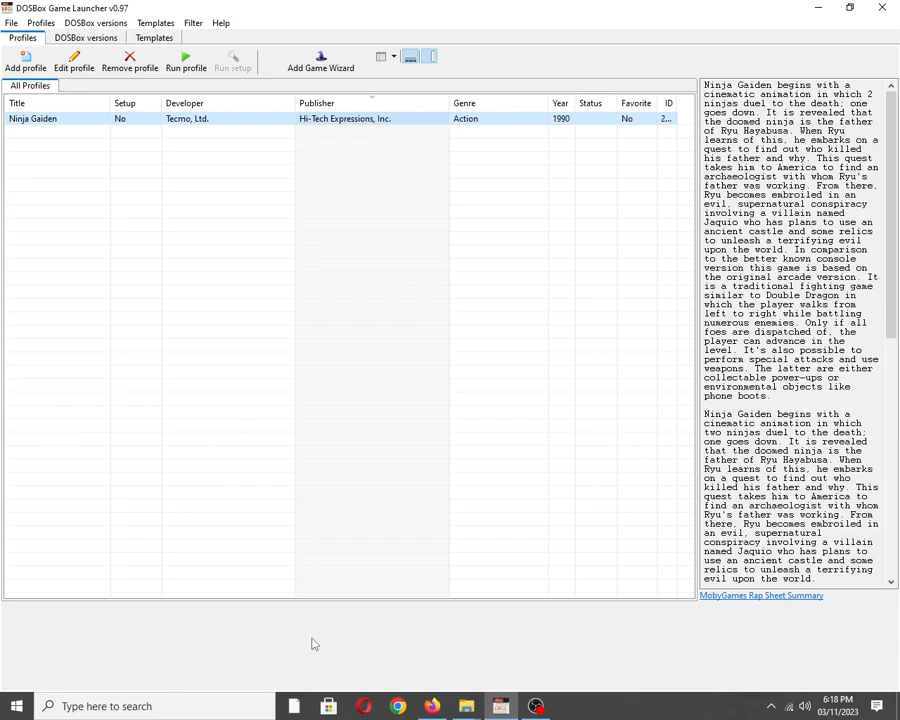 DOSBox Game Launcher v0.97
File Profiles DOSBox versions Templates Filter Help
Profiles DOSBox versions Templates
Add profile Edit profile Remove profile Run profile Run setup Add Game Wizard
All Profiles
Title Setup Developer Publisher Genre Year Status Favorite ID
Ninja Gaiden No Tecmo, Ltd. Hi-Tech Expressions, Inc. Action 1990 No 2...
Ninja Gaiden begins with a
cinematic animation in which 2
ninjas duel to the death; one
goes down. It is revealed that
the doomed ninja is the father
of Ryu Hayabusa. When Ryu
learns of this, he embarks on a
quest to find out who killed
his father and why. This quest
takes him to America to find an
archaeologist with whom Ryu's
father was working. From there,
Ryu becomes embroiled in an
evil, supernatural conspiracy
involving a villain named
Jaquio who has plans to use an
ancient castle and some relics
to unleash a terrifying evil
upon the world. In comparison
to the better known console
version this game is based on
the original arcade version. It
is a traditional fighting game
similar to Double Dragon in
which the player walks from
left to right while battling
numerous enemies. Only if all
foes are dispatched of, the
player can advance in the
level. It's also possible to
perform special attacks and use
weapons. The latter are either
collectable power-ups or
environmental objects like
phone boots.
Ninja Gaiden begins with a
cinematic animation in which
two ninjas duel to the death;
one goes down. It is revealed
that the doomed ninja is the
father of Ryu Hayabusa. When
Ryu learns of this, he embarks
on a quest to find out who
killed his father and why. This
quest takes him to America to
find an archaeologist with whom
Ryu's father was working. From
there, Ryu becomes embroiled in
an evil, supernatural
conspiracy involving a villain
named Jaquio who has plans to
use an ancient castle and some
relics to unleash a terrifying
evil upon the world.
MobyGames Rap Sheet Summary
Type here to search
6:18 PM
03/11/2023